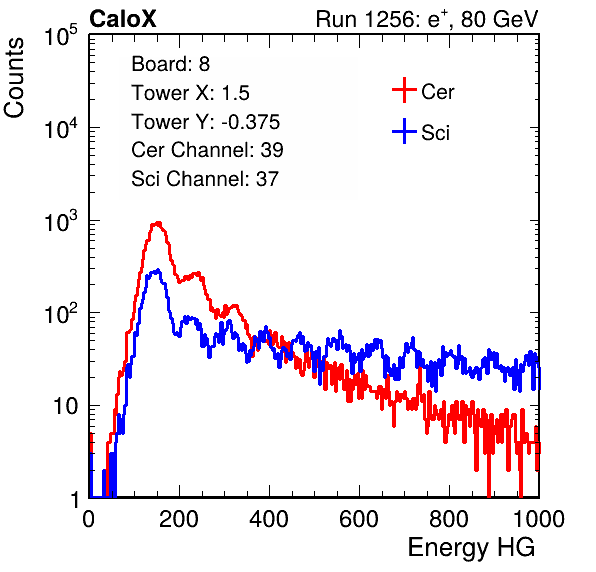 CaloX Run 1256: e⁺, 80 GeV
Counts
Board: 8
Tower X: 1.5
Tower Y: -0.375
Cer Channel: 39
Sci Channel: 37
Cer
Sci
10⁵
10⁴
10³
10²
10
1
0 200 400 600 800 1000
Energy HG